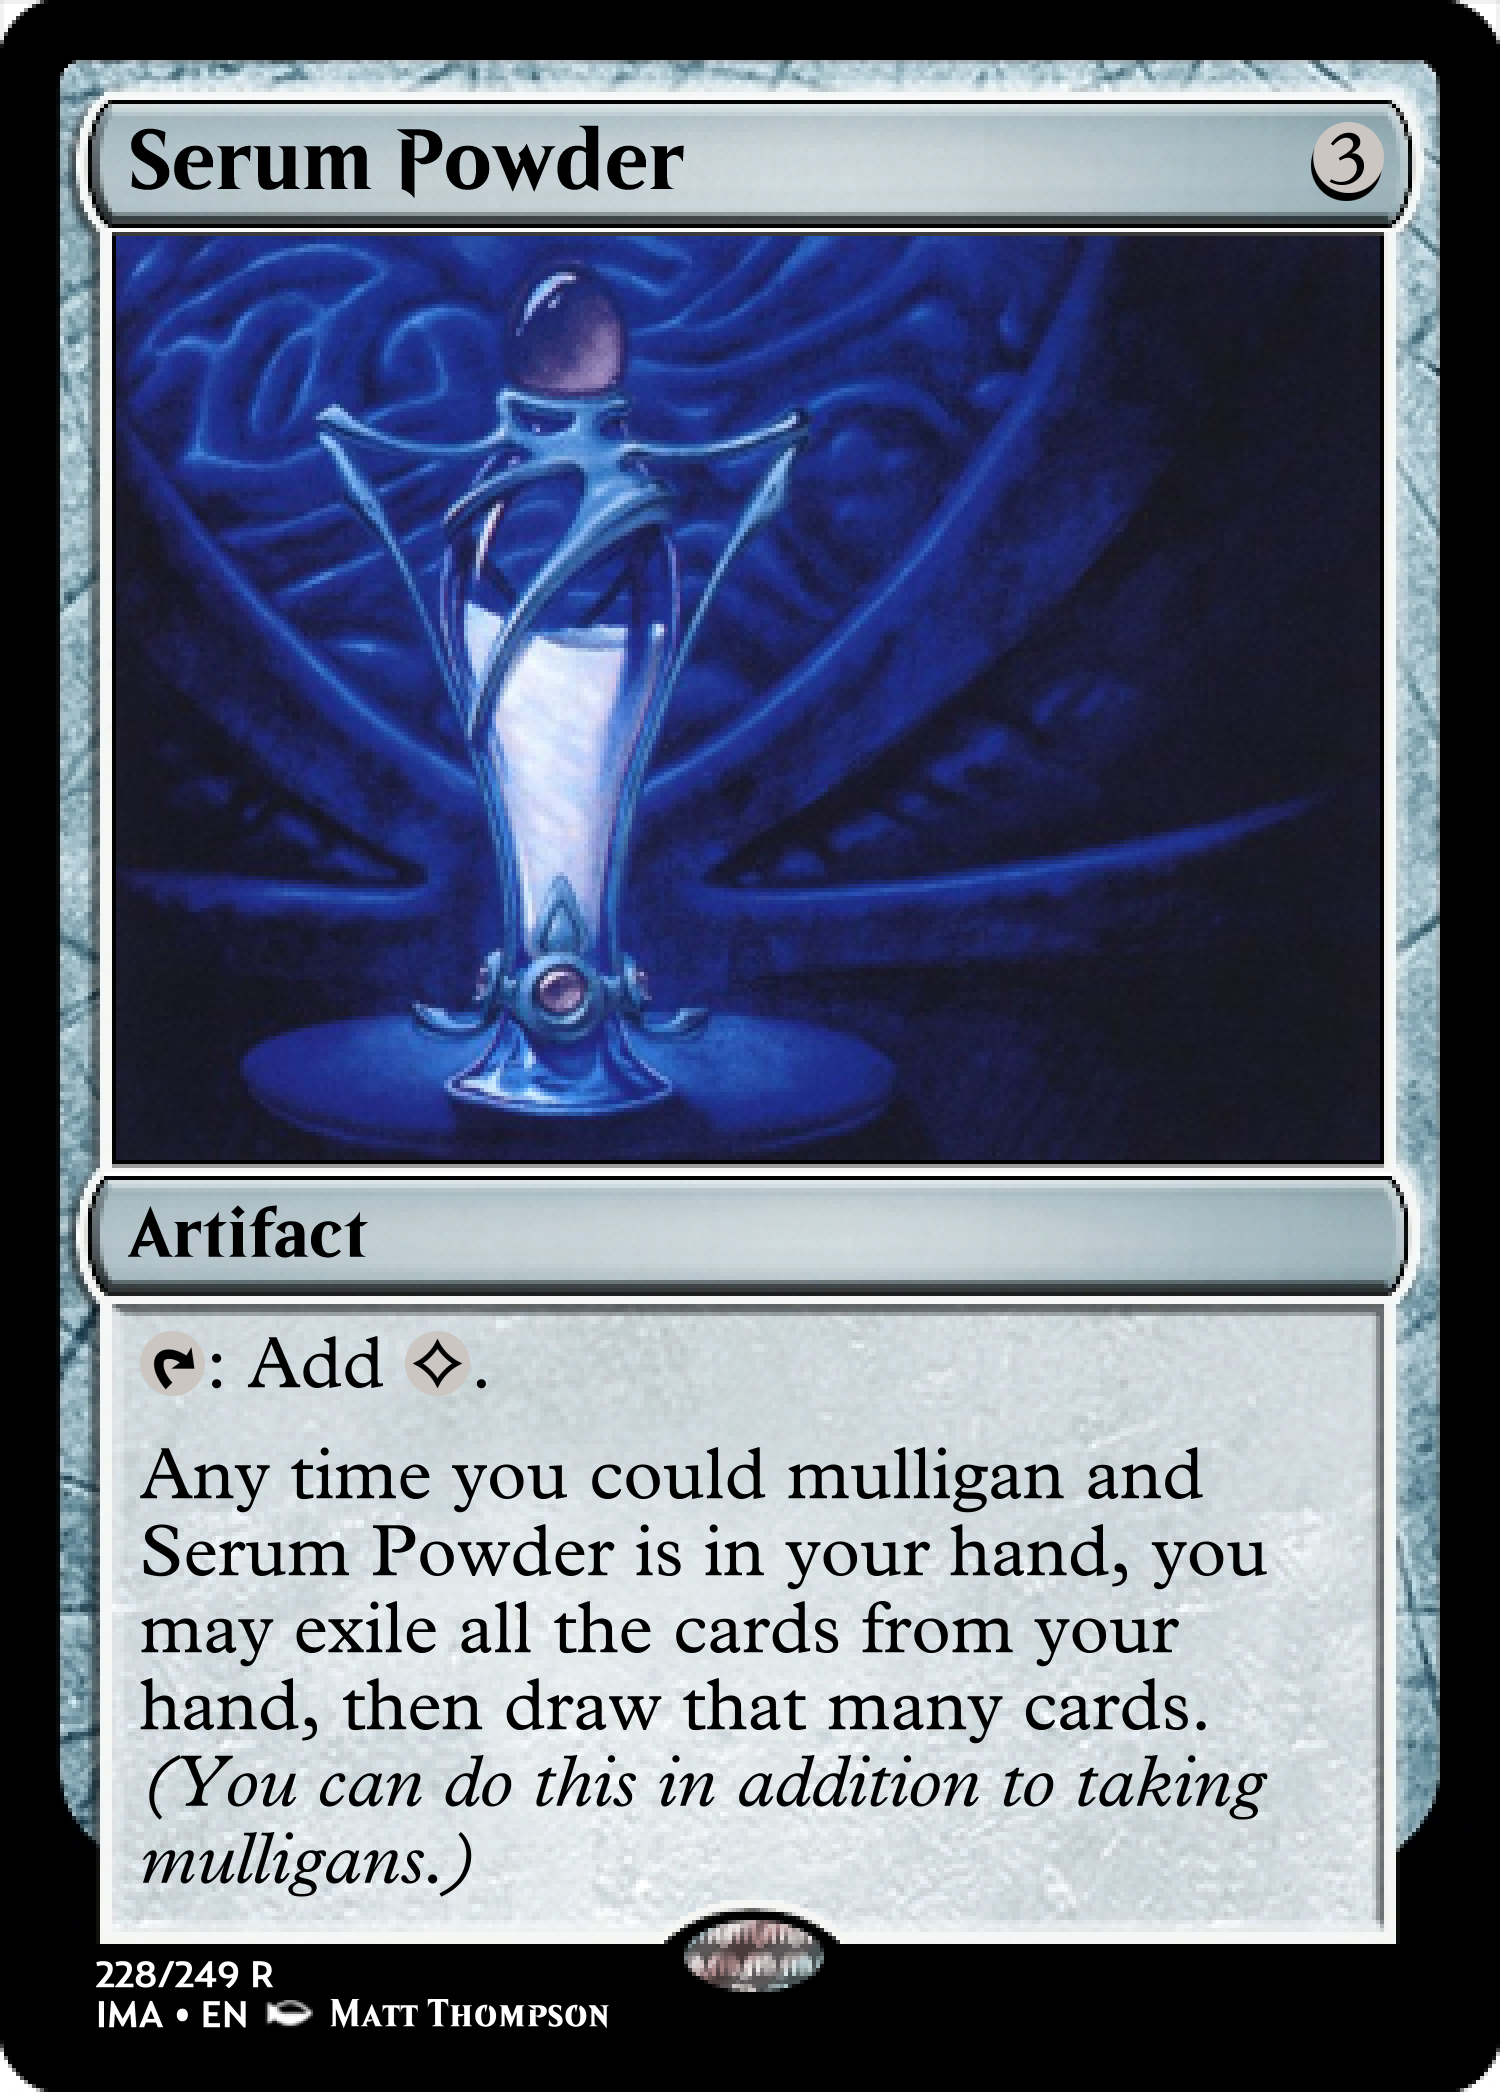 Serum Powder 3
Artifact
: Add .
Any time you could mulligan and
Serum Powder is in your hand, you
may exile all the cards from your
hand, then draw that many cards.
(You can do this in addition to taking
mulligans.)
228/249 R
IMA • EN Matt Thompson